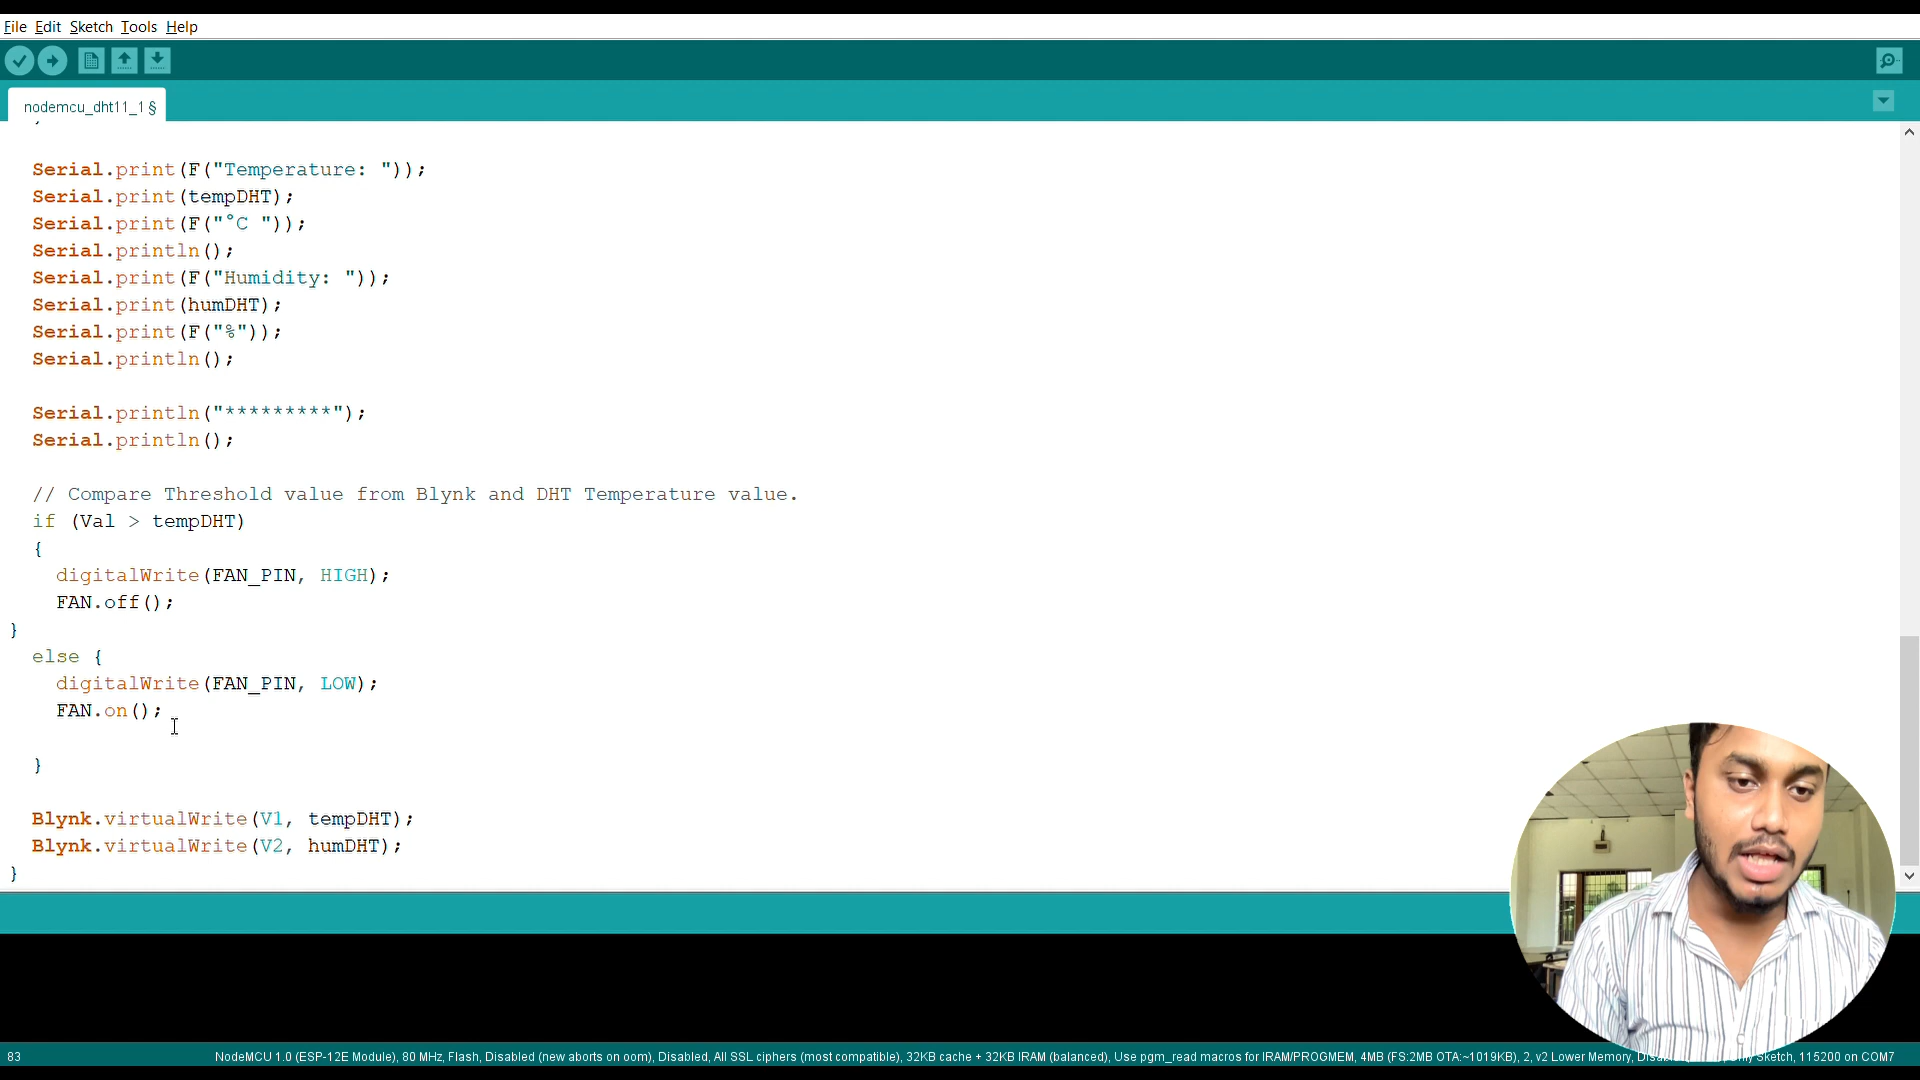 File Edit Sketch Tools Help
nodemcu_dht11_1 §
Serial.print(F("Temperature: "));
Serial.print(tempDHT);
Serial.print(F("°C "));
Serial.println();
Serial.print(F("Humidity: "));
Serial.print(humDHT);
Serial.print(F("%"));
Serial.println();
Serial.println("*********");
Serial.println();
// Compare Threshold value from Blynk and DHT Temperature value.
if (Val > tempDHT)
{
digitalWrite(FAN_PIN, HIGH);
FAN.off();
}
else {
digitalWrite(FAN_PIN, LOW);
FAN.on();
}
Blynk.virtualWrite(V1, tempDHT);
Blynk.virtualWrite(V2, humDHT);
}
83
NodeMCU 1.0 (ESP-12E Module), 80 MHz, Flash, Disabled (new aborts on oom), Disabled, All SSL ciphers (most compatible), 32KB cache + 32KB IRAM (balanced), Use pgm_read macros for IRAM/PROGMEM, 4MB (FS:2MB OTA:~1019KB), 2, v2 Lower Memory, Sketch, 115200 on COM7